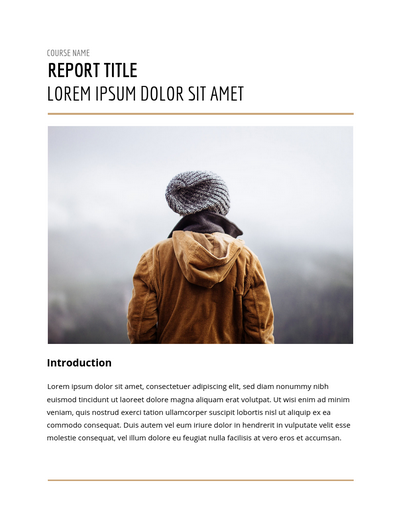 COURSE NAME
REPORT TITLE
LOREM IPSUM DOLOR SIT AMET
Introduction
Lorem ipsum dolor sit amet, consectetuer adipiscing elit, sed diam nonummy nibh
euismod tincidunt ut laoreet dolore magna aliquam erat volutpat. Ut wisi enim ad minim
veniam, quis nostrud exerci tation ullamcorper suscipit lobortis nisl ut aliquip ex ea
commodo consequat. Duis autem vel eum iriure dolor in hendrerit in vulputate velit esse
molestie consequat, vel illum dolore eu feugiat nulla facilisis at vero eros et accumsan.